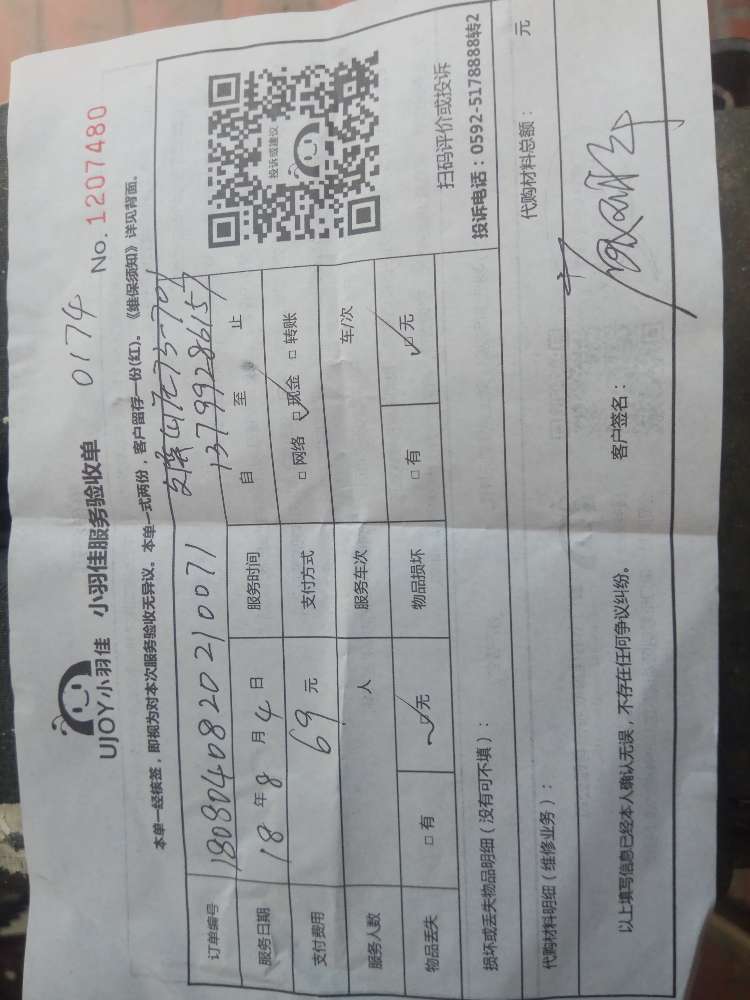 UJOY小羽佳 小羽佳服务验收单 0174 No. 1207480
本单一经核签，即视为对本次服务验收无异议。本单一式两份，客户留存一份(红)。《维保须知》详见背面。
订单编号 180804082021 0071
13799286157
服务日期 18 年 8 月 4 日 服务时间 自 至 止
支付费用 69 元 支付方式 □网络 □现金 □转账
服务人数 人 服务车次 车/次
物品丢失 □有 □无 物品损坏 □有 □无
投诉或建议
扫码评价或投诉
投诉电话：0592-5178888转2
损坏或丢失物品明细（没有可不填）：
代购材料明细（维修业务）： 代购材料总额： 元
以上填写信息已经本人确认无误，不存在任何争议纠纷。 客户签名：